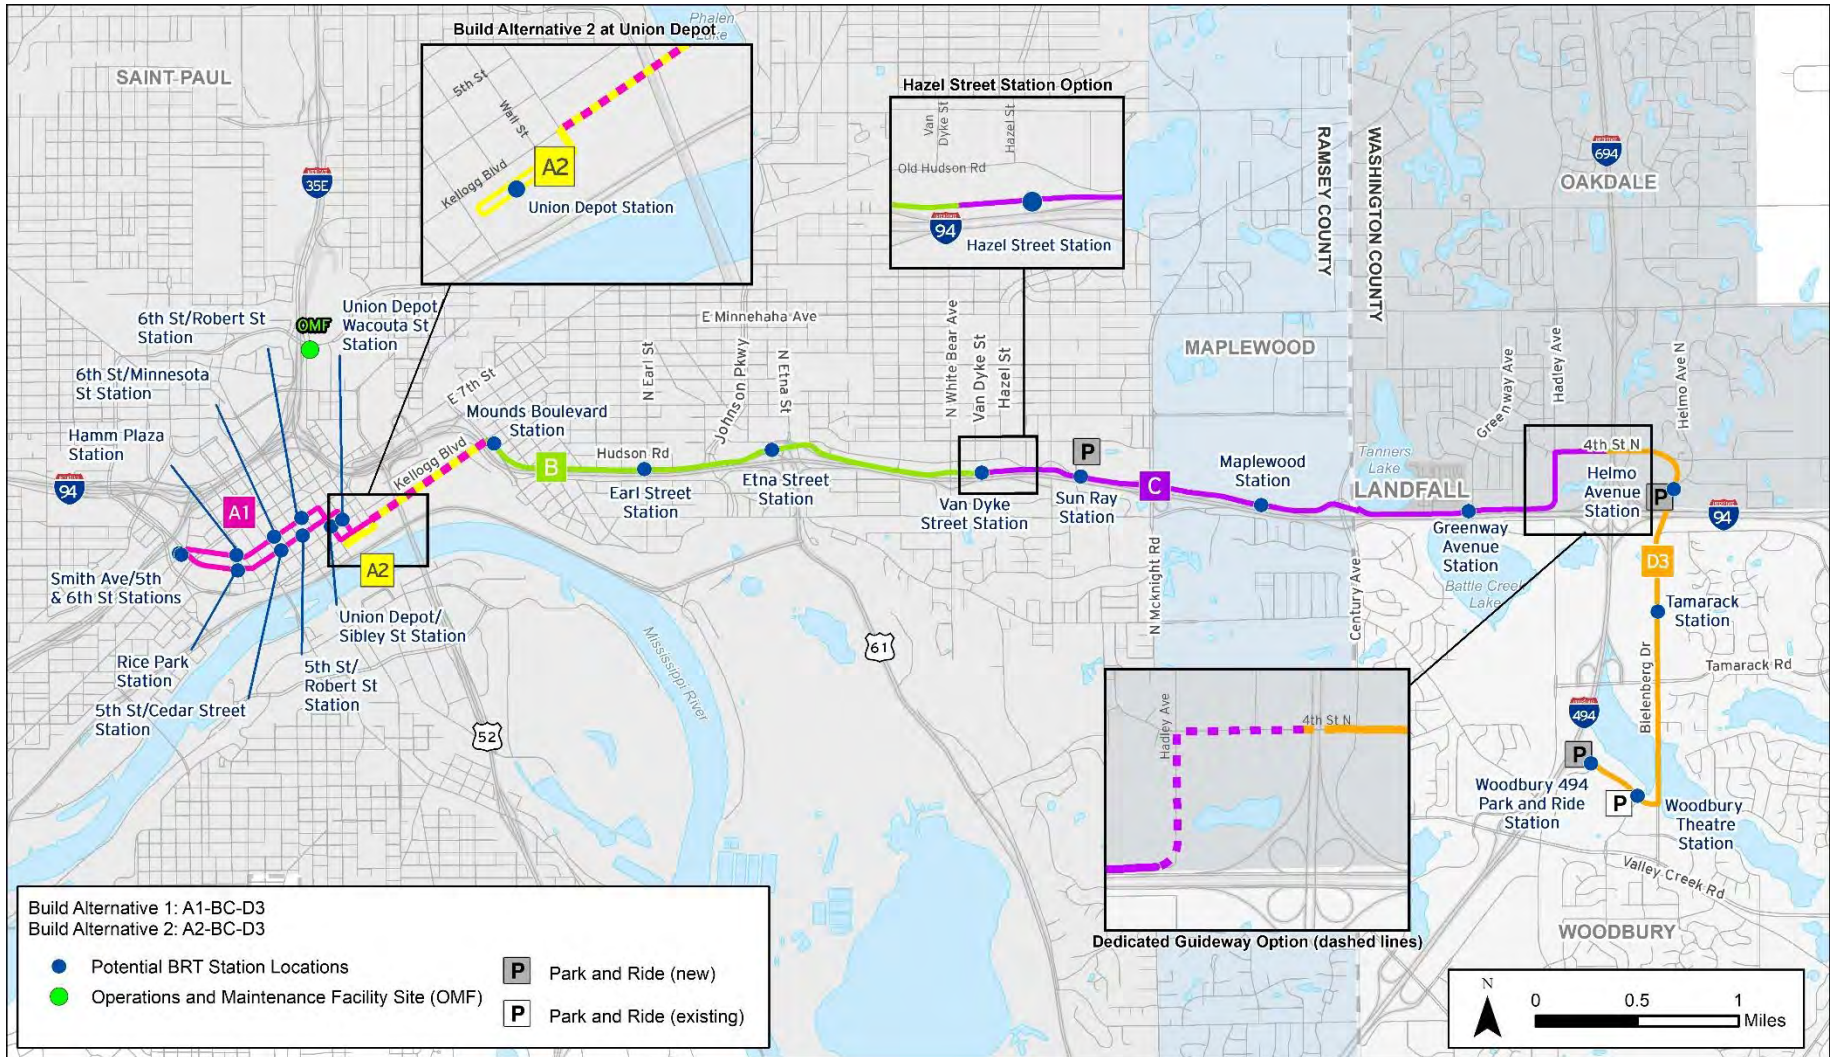 Build Alternative 2 at Union Depot
Phalen
Lake
SAINT PAUL
5th St
Wall St
Kellogg Blvd
A2
Union Depot Station
35E
Hazel Street Station Option
Van
Dyke St
Hazel St
Old Hudson Rd
94
Hazel Street Station
RAMSEY COUNTY
WASHINGTON COUNTY
694
OAKDALE
6th St/Robert St
Station
OMF
Union Depot
Wacouta St
Station
6th St/Minnesota
St Station
Hamm Plaza
Station
94
A1
E Minnehaha Ave
E 7th St
Mounds Boulevard
Station
Kellogg Blvd
N Earl St
Johnson Pkwy
N Etna St
N White Bear Ave
Van Dyke St
Hazel St
MAPLEWOOD
Greenway Ave
Hadley Ave
Helmo Ave N
Hudson Rd
B
Earl Street
Station
Etna Street
Station
Van Dyke
Street Station
P
Sun Ray
Station
C
Maplewood
Station
Tanners
Lake
LANDFALL
4th St N
Helmo
Avenue
Station
P
94
Greenway
Avenue
Station
Battle Creek
Lake
D3
A2
Smith Ave/5th
& 6th St Stations
Union Depot/
Sibley St Station
Rice Park
Station
5th St/
Robert St
Station
5th St/Cedar Street
Station
Mississippi River
61
52
N Mcknight Rd
Century Ave
Tamarack
Station
Tamarack Rd
Bielenberg Dr
494
P
Woodbury 494
Park and Ride
Station
P
Woodbury
Theatre
Station
Valley Creek Rd
WOODBURY
Hadley Ave
4th St N
Dedicated Guideway Option (dashed lines)
Build Alternative 1: A1-BC-D3
Build Alternative 2: A2-BC-D3
Potential BRT Station Locations
Operations and Maintenance Facility Site (OMF)
P Park and Ride (new)
P Park and Ride (existing)
N
0 0.5 1
Miles